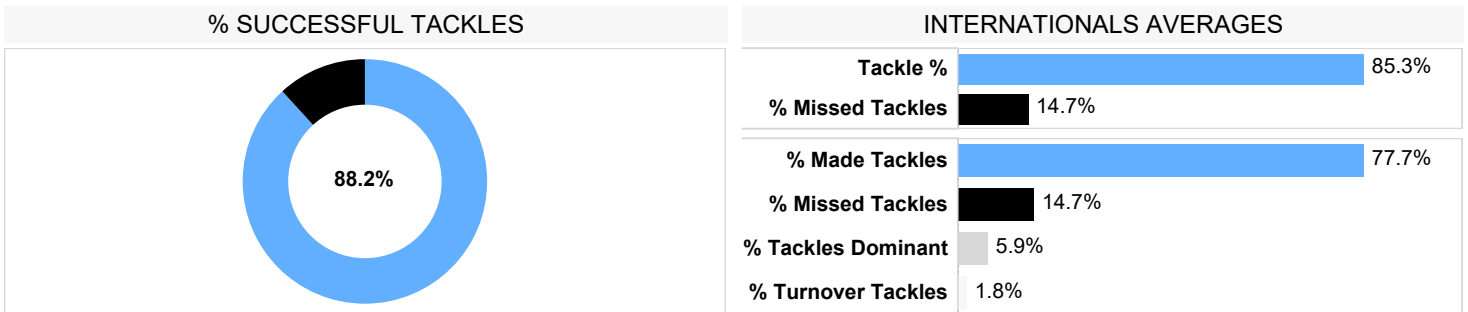 % SUCCESSFUL TACKLES
88.2%
INTERNATIONALS AVERAGES
Tackle % 85.3%
% Missed Tackles 14.7%
% Made Tackles 77.7%
% Missed Tackles 14.7%
% Tackles Dominant 5.9%
% Turnover Tackles 1.8%